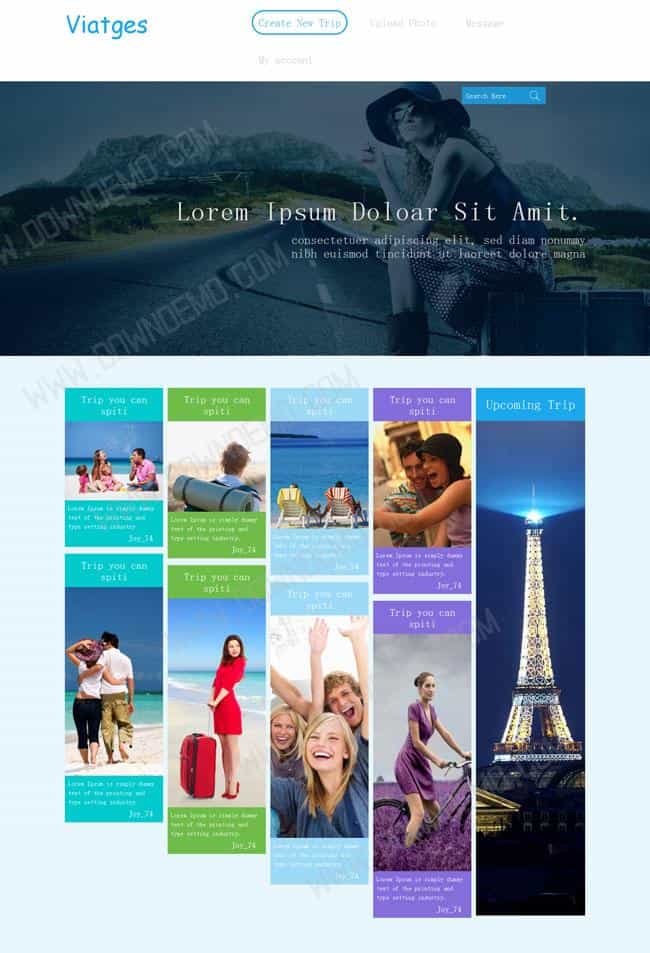 Viatges
Create New Trip
Upload Photo
Message
My account
Search Here
Lorem Ipsum Doloar Sit Amit.
consectetuer adipiscing elit, sed diam nonummy
nibh euismod tincidunt ut laoreet dolore magna
WWW.DOWNDEMO.COM
Trip you can
spiti
Lorem Ipsum is simply dummy
text of the printing and
type setting industry
Joy_74
Trip you can
spiti
Lorem Ipsum is simply dummy
text of the printing and
type setting industry.
Joy_74
Trip you can
spiti
Lorem Ipsum is simply dummy
text of the printing and
type setting industry.
Joy_74
Trip you can
spiti
Lorem Ipsum is simply dummy
text of the printing and
type setting industry.
Joy_74
Upcoming Trip
Trip you can
spiti
Lorem Ipsum is simply dummy
text of the printing and
type setting industry.
Joy_74
Trip you can
spiti
Lorem Ipsum is simply dummy
text of the printing and
type setting industry.
Joy_74
Trip you can
spiti
Lorem Ipsum is simply dummy
text of the printing and
type setting industry.
Joy_74
Trip you can
spiti
Lorem Ipsum is simply dummy
text of the printing and
type setting industry.
Joy_74